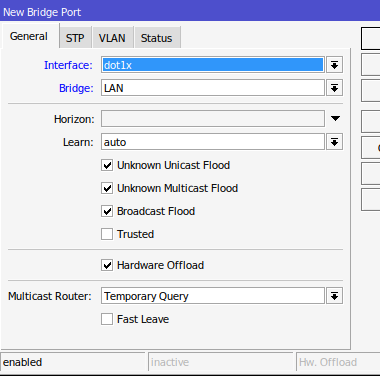 New Bridge Port
General STP VLAN Status
Interface: dot1x
Bridge: LAN
Horizon:
Learn: auto
Unknown Unicast Flood
Unknown Multicast Flood
Broadcast Flood
Trusted
Hardware Offload
Multicast Router: Temporary Query
Fast Leave
enabled inactive Hw. Offload